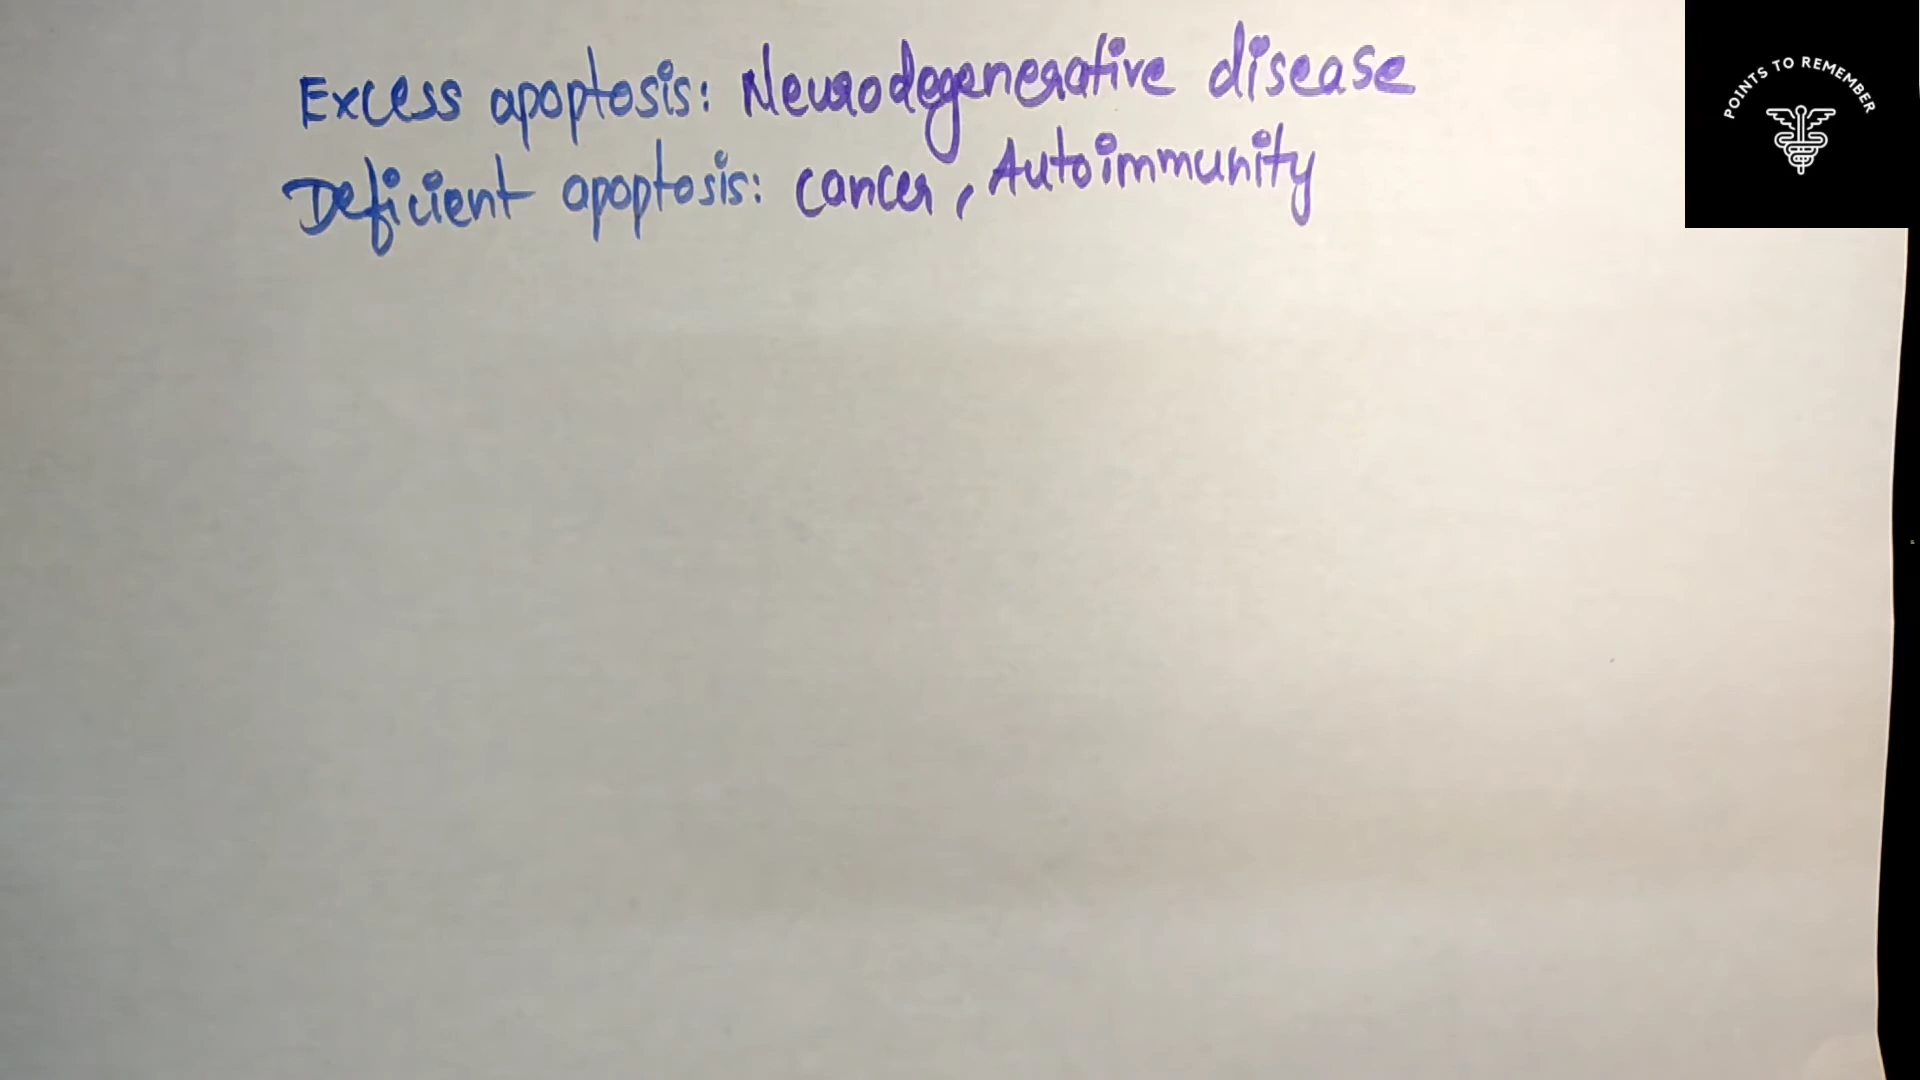 Excess apoptosis: Neurodegenerative disease
Deficient apoptosis: cancer, Autoimmunity
POINTS TO REMEMBER